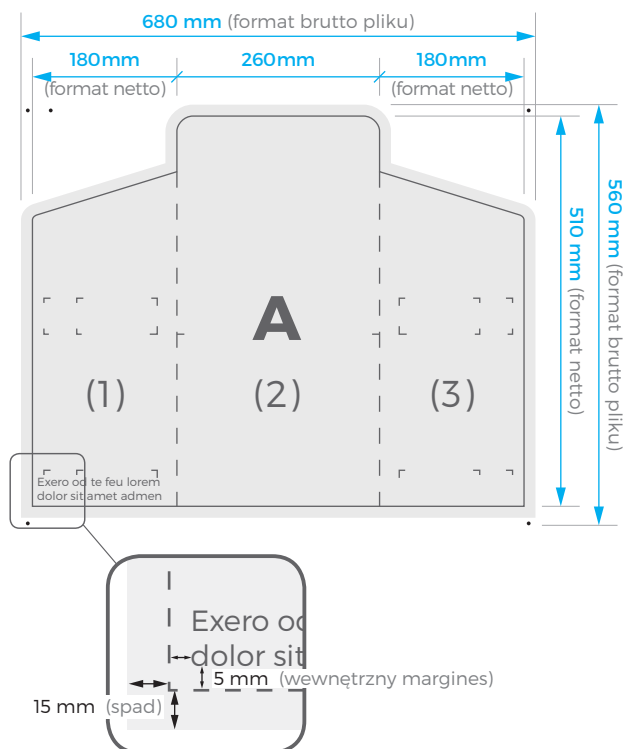 680 mm (format brutto pliku)
180mm 260mm 180mm
(format netto) (format netto)
510 mm (format netto)
560 mm (format brutto pliku)
A
(1) (2) (3)
Exero od te feu lorem
dolor sit amet admen
Exero od
dolor sit
5 mm (wewnętrzny margines)
15 mm (spad)